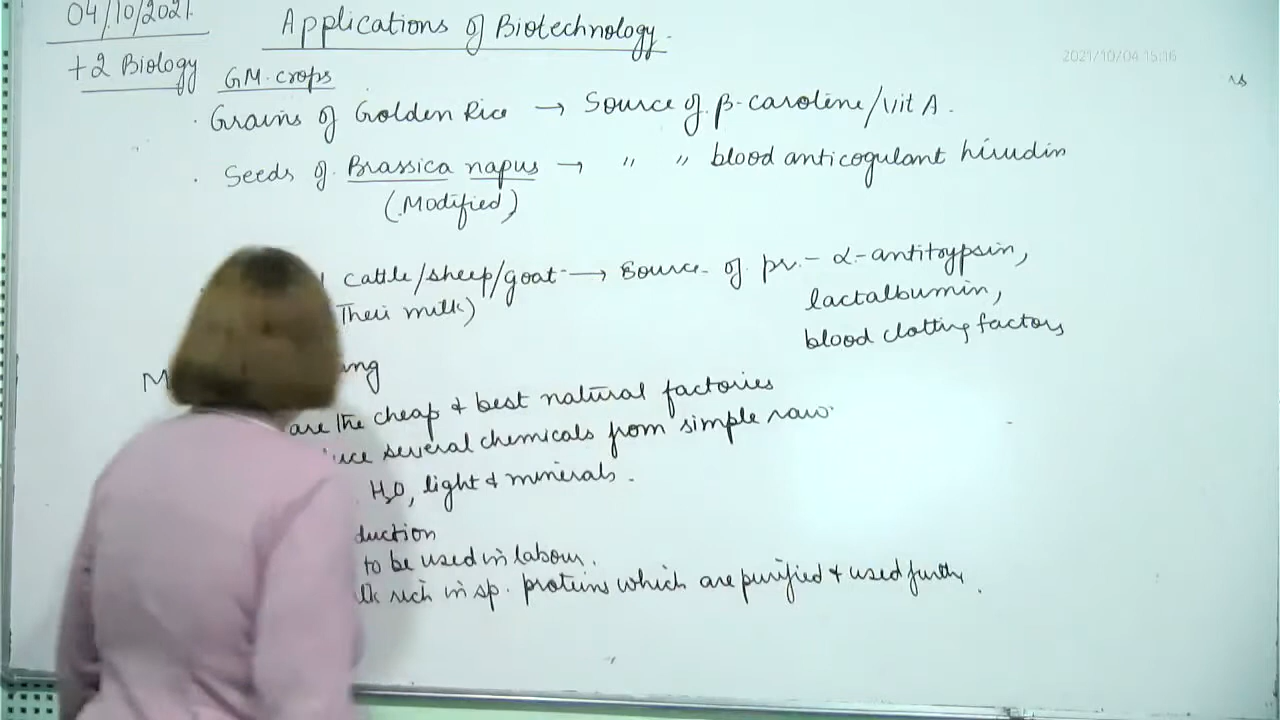 04/10/2021.
Applications of Biotechnology.
2021/10/04 15:16
+2 Biology
GM. crops
. Grains of Golden Rice → Source of β-carotene/vit A.
. Seeds of Brassica napus → " " blood anticogulant hirudin
(Modified)
cattle/sheep/goat → Source of pr. - α-antitrypsin,
Their milk)
lactalbumin,
blood clotting factors
are the cheap & best natural factories
several chemicals from simple raw
H2O, light & minerals.
duction
to be used in labour.
rich in sp. proteins which are purified & used further.